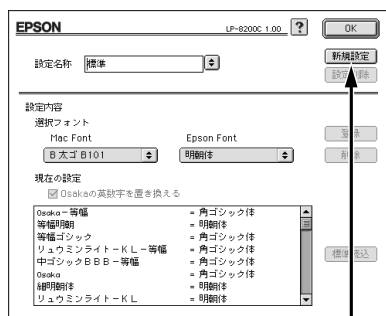 EPSON
LP-8200C 1.00
?
OK
設定名称
標準
新規設定
設定削除
設定内容
選択フォント
Mac Font
Epson Font
登録
B 太ゴ B101
明朝体
削除
現在の設定
Osakaの英数字を置き換える
Osaka－等幅 = 角ゴシック体
等幅明朝 = 明朝体
等幅ゴシック = 角ゴシック体
リュウミンライト－KL－等幅 = 明朝体
中ゴシックBBB－等幅 = 角ゴシック体
Osaka = 角ゴシック体
細明朝体 = 明朝体
リュウミンライト－KL = 明朝体
標準読込